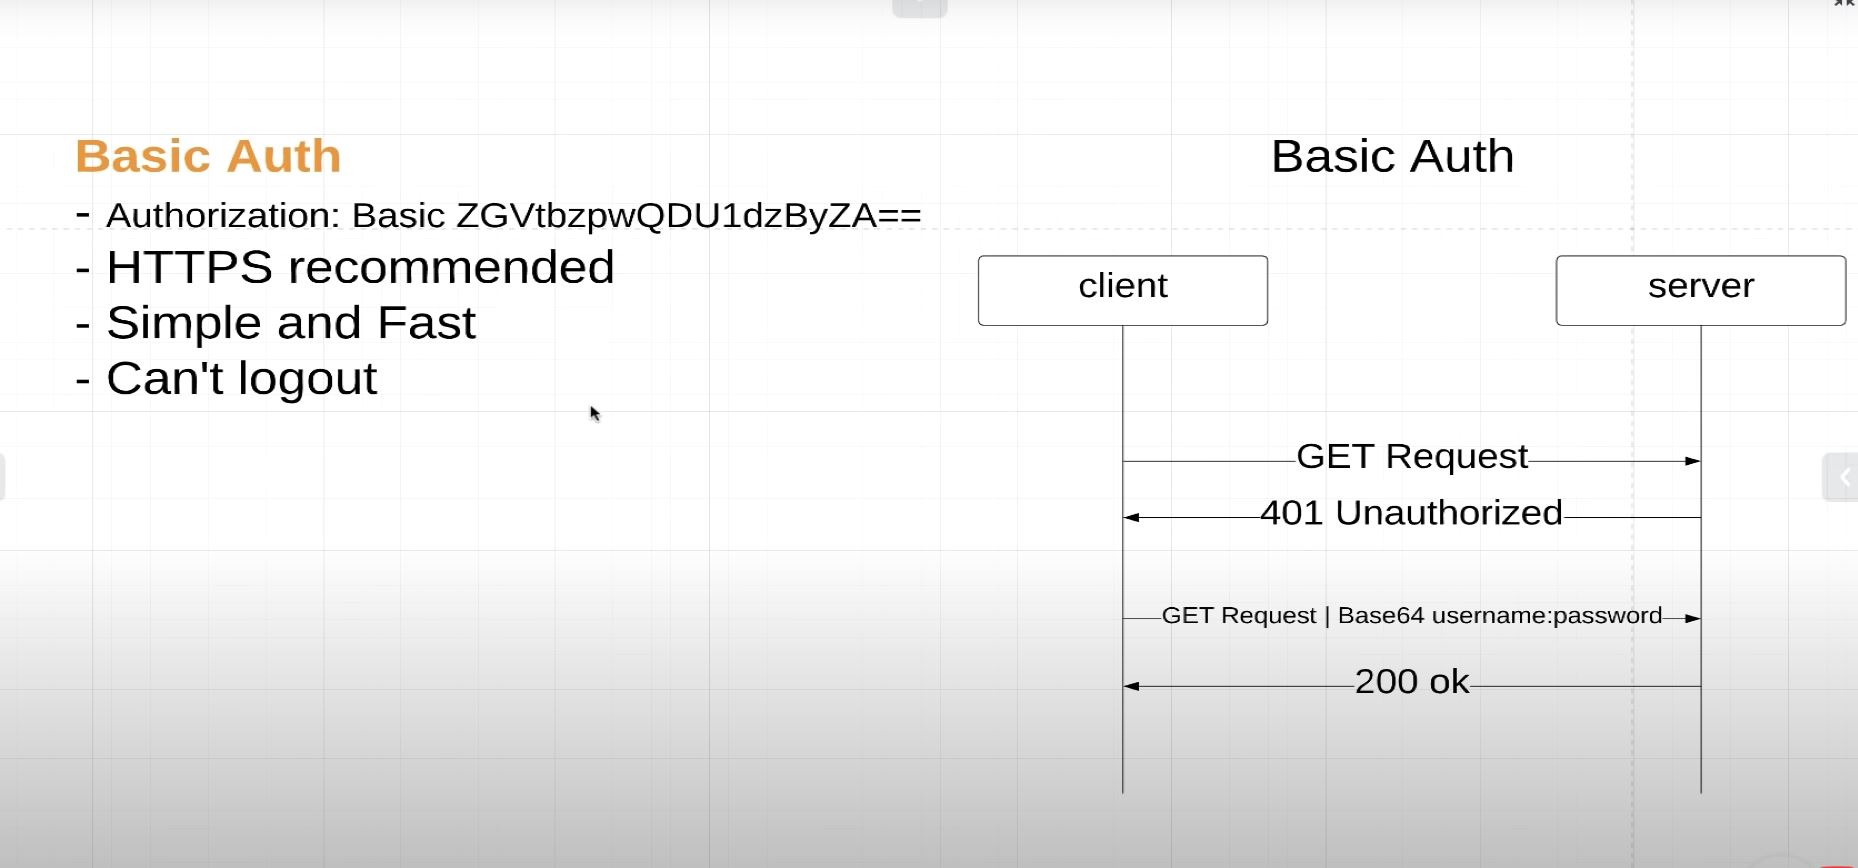 Basic Auth
- Authorization: Basic ZGVtbzpwQDU1dzByZA==
- HTTPS recommended
- Simple and Fast
- Can't logout
Basic Auth
client
server
GET Request
401 Unauthorized
GET Request | Base64 username:password
200 ok